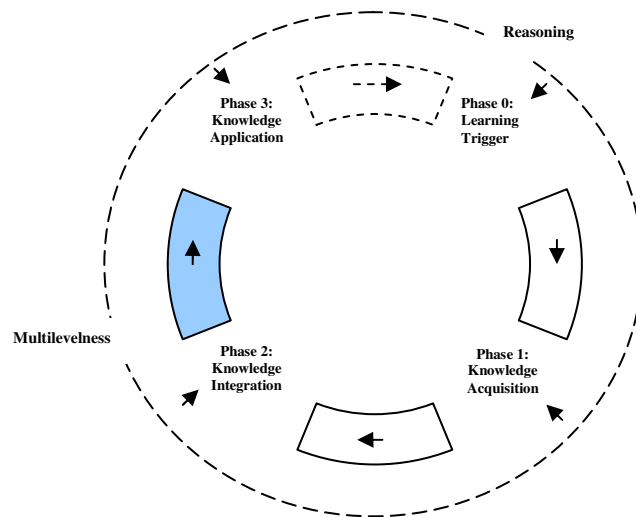 Reasoning
Phase 3:
Knowledge
Application
Phase 0:
Learning
Trigger
Multilevelness
Phase 2:
Knowledge
Integration
Phase 1:
Knowledge
Acquisition